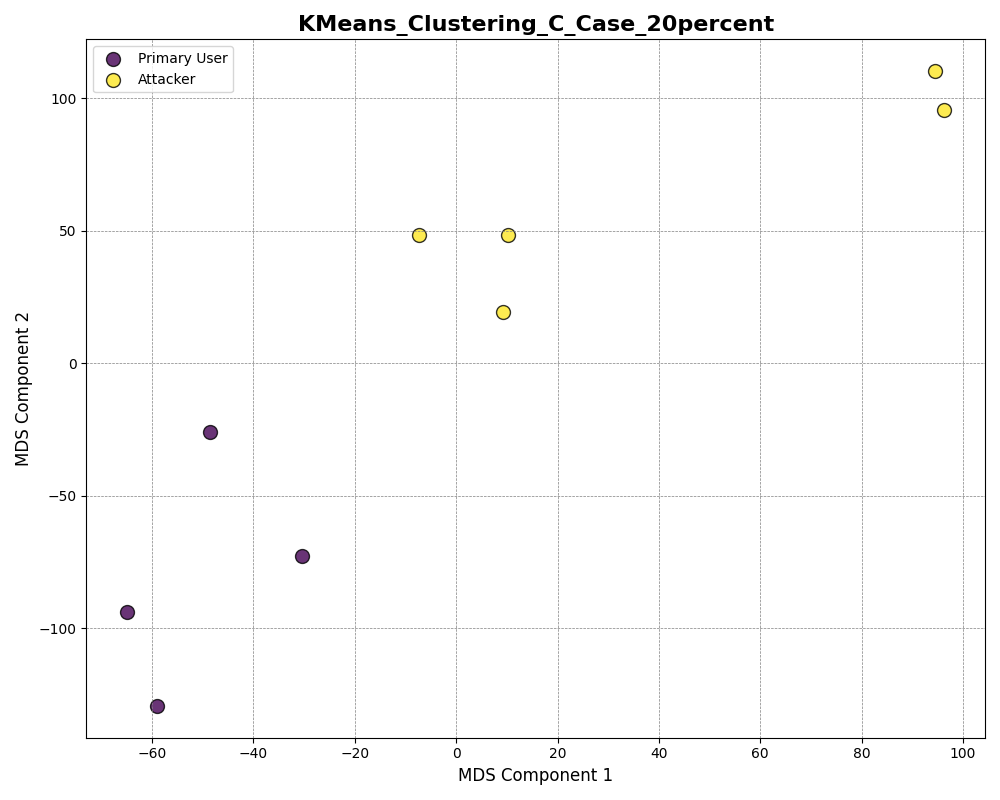 KMeans_Clustering_C_Case_20percent
Primary User
Attacker
100
50
0
−50
−100
MDS Component 2
−60 −40 −20 0 20 40 60 80 100
MDS Component 1